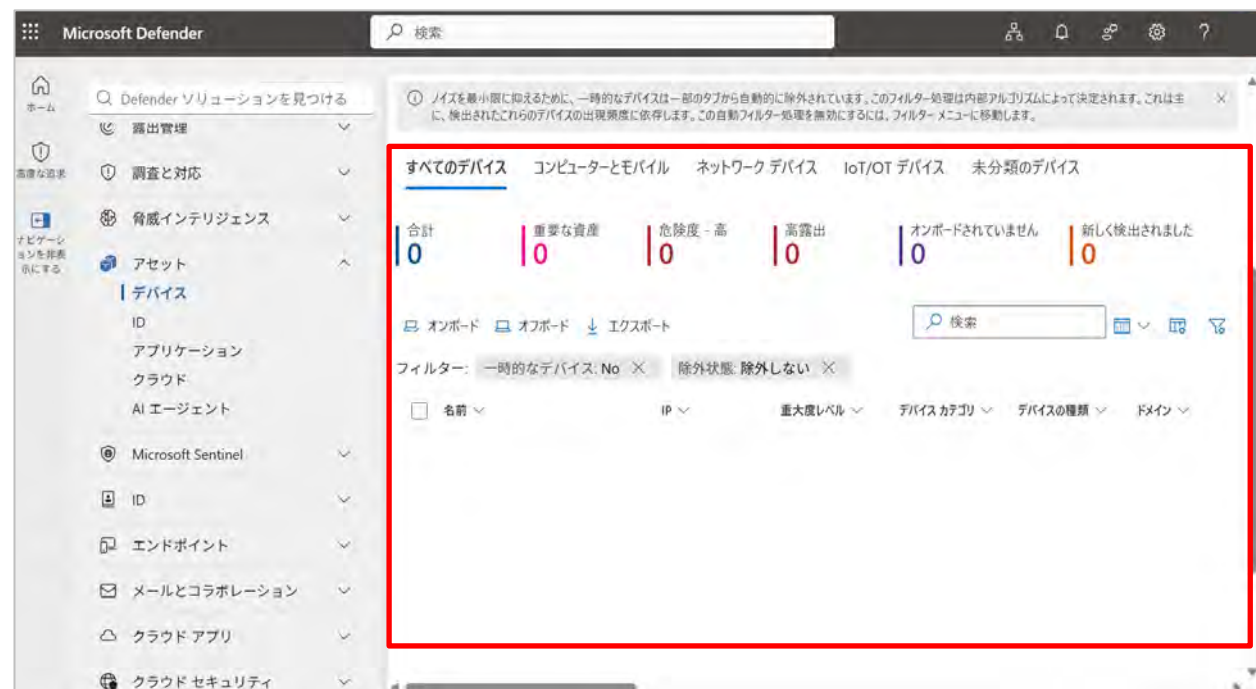 Microsoft Defender
検索
ホーム
高度な追求
ナビゲーシ
ョンを非表
示にする
Defender ソリューションを見つける
露出管理
調査と対応
脅威インテリジェンス
アセット
デバイス
ID
アプリケーション
クラウド
AI エージェント
Microsoft Sentinel
ID
エンドポイント
メールとコラボレーション
クラウド アプリ
クラウド セキュリティ
ノイズを最小限に抑えるために、一時的なデバイスは一部のタブから自動的に除外されています。このフィルター処理は内部アルゴリズムによって決定されます。これは主
に、検出されたこれらのデバイスの出現頻度に依存します。この自動フィルター処理を無効にするには、フィルター メニューに移動します。
すべてのデバイス コンピューターとモバイル ネットワーク デバイス IoT/OT デバイス 未分類のデバイス
合計 重要な資産 危険度 - 高 高露出 オンボードされていません 新しく検出されました
0 0 0 0 0 0
オンボード オフボード エクスポート 検索
フィルター: 一時的なデバイス: No 除外状態: 除外しない
名前 IP 重大度レベル デバイス カテゴリ デバイスの種類 ドメイン